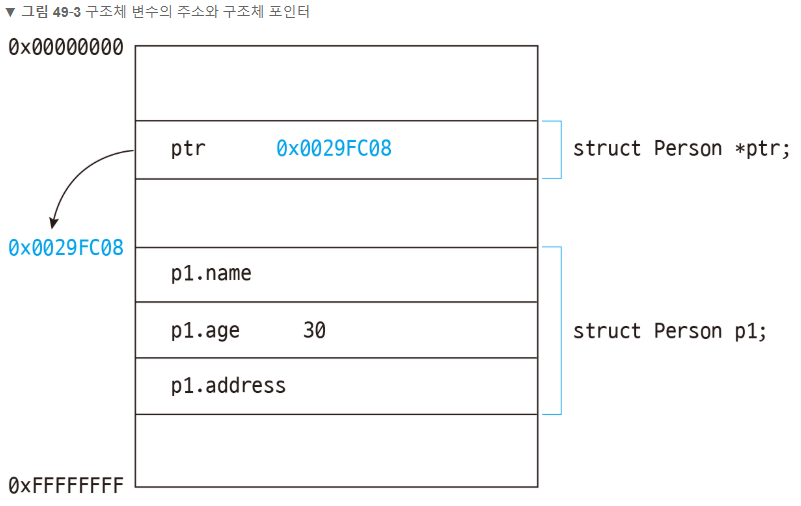 ▼ 그림 49-3 구조체 변수의 주소와 구조체 포인터
0x00000000
ptr 0x0029FC08 struct Person *ptr;
0x0029FC08
p1.name
p1.age 30 struct Person p1;
p1.address
0xFFFFFFFF